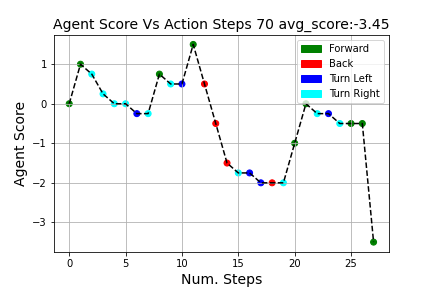 Agent Score Vs Action Steps 70 avg_score:-3.45
Forward
Back
Turn Left
Turn Right
Agent Score
1
0
−1
−2
−3
0 5 10 15 20 25
Num. Steps